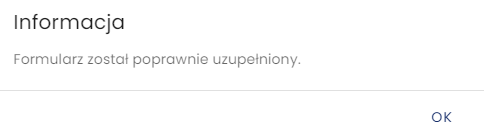 Informacja
Formularz został poprawnie uzupełniony.
OK